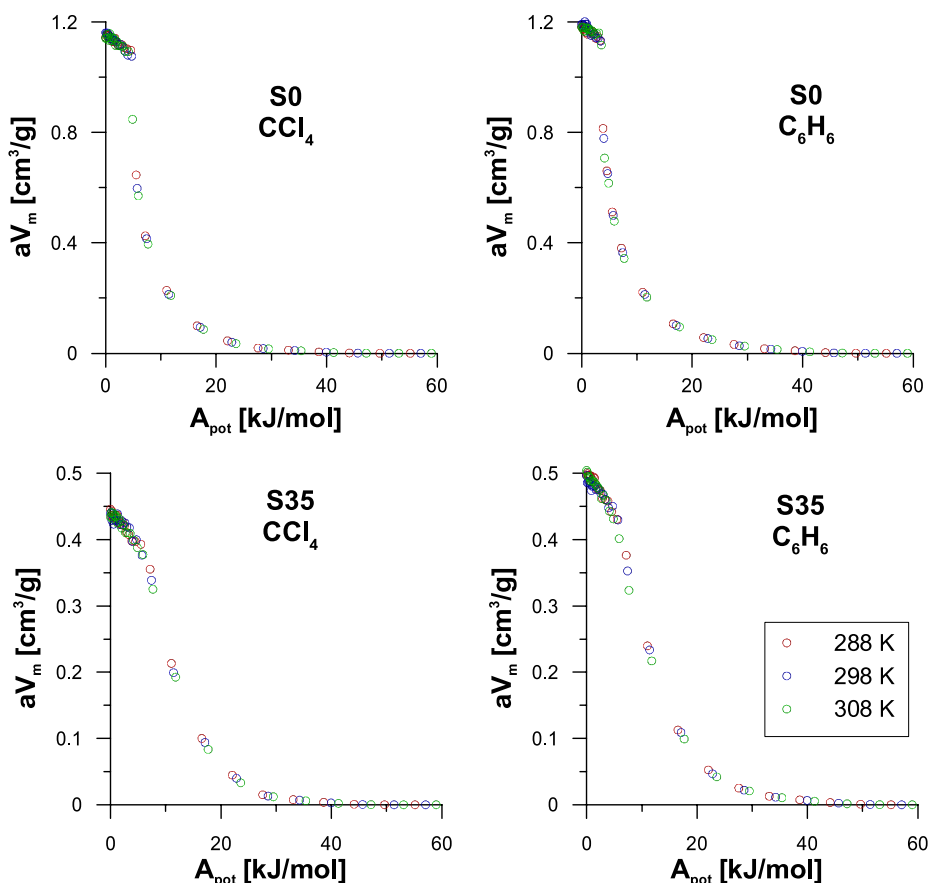 1.2
0.8
0.4
0
aVₘ [cm³/g]
S0
CCl₄
0 20 40 60
A_pot [kJ/mol]
1.2
0.8
0.4
0
aVₘ [cm³/g]
S0
C₆H₆
0 20 40 60
A_pot [kJ/mol]
0.5
0.4
0.3
0.2
0.1
0
aVₘ [cm³/g]
S35
CCl₄
0 20 40 60
A_pot [kJ/mol]
0.5
0.4
0.3
0.2
0.1
0
aVₘ [cm³/g]
S35
C₆H₆
288 K
298 K
308 K
0 20 40 60
A_pot [kJ/mol]